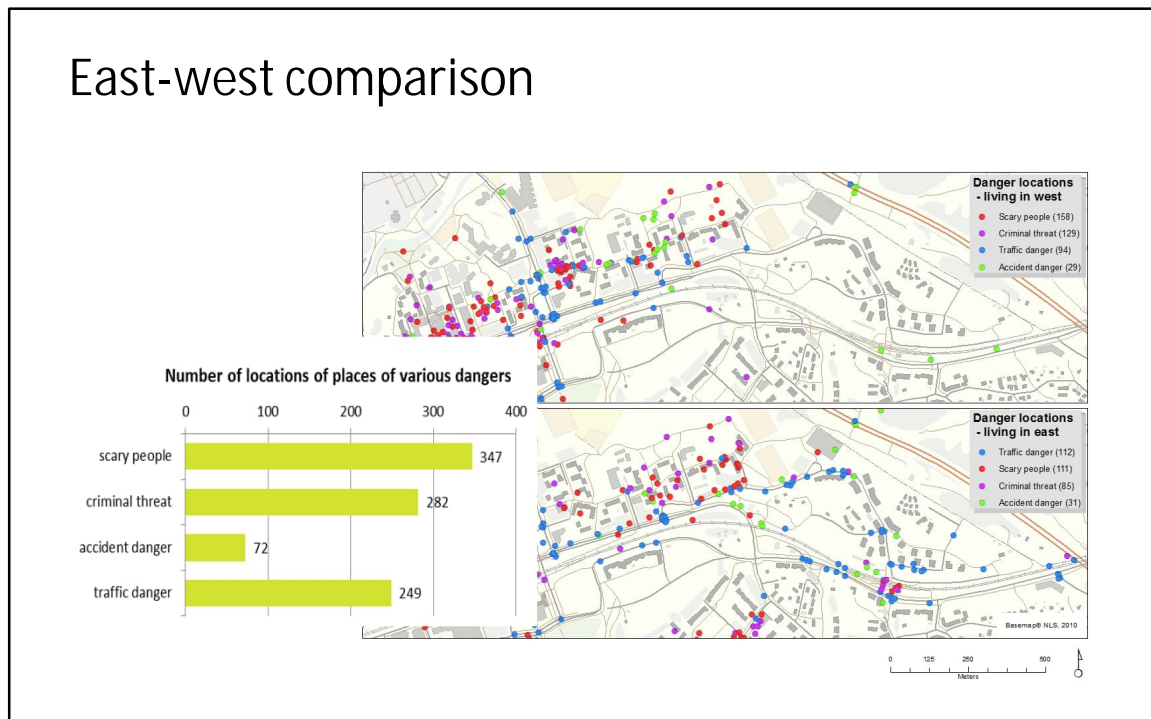 East-west comparison
Danger locations
- living in west
Scary people (158)
Criminal threat (129)
Traffic danger (94)
Accident danger (29)
Number of locations of places of various dangers
0 100 200 300 400
scary people 347
criminal threat 282
accident danger 72
traffic danger 249
Danger locations
- living in east
Traffic danger (112)
Scary people (111)
Criminal threat (85)
Accident danger (31)
Basemap® NLS, 2010
0 125 250 500
Meters